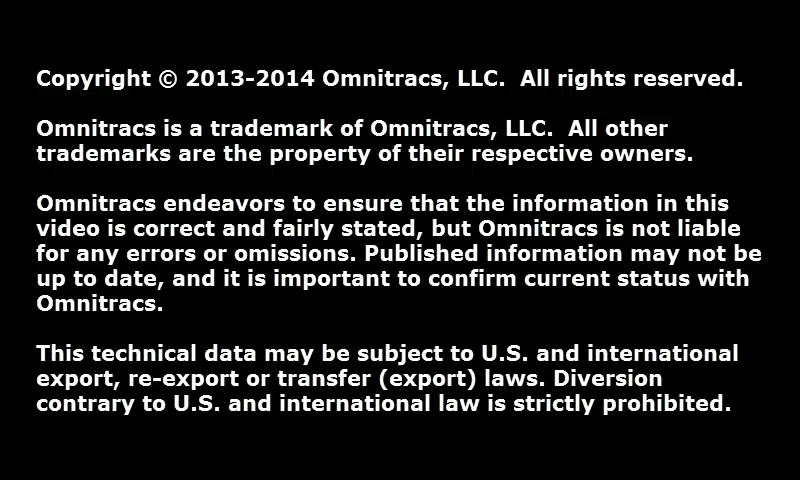 Copyright © 2013-2014 Omnitracs, LLC.  All rights reserved.
Omnitracs is a trademark of Omnitracs, LLC.  All other
trademarks are the property of their respective owners.
Omnitracs endeavors to ensure that the information in this
video is correct and fairly stated, but Omnitracs is not liable
for any errors or omissions. Published information may not be
up to date, and it is important to confirm current status with
Omnitracs.
This technical data may be subject to U.S. and international
export, re-export or transfer (export) laws. Diversion
contrary to U.S. and international law is strictly prohibited.